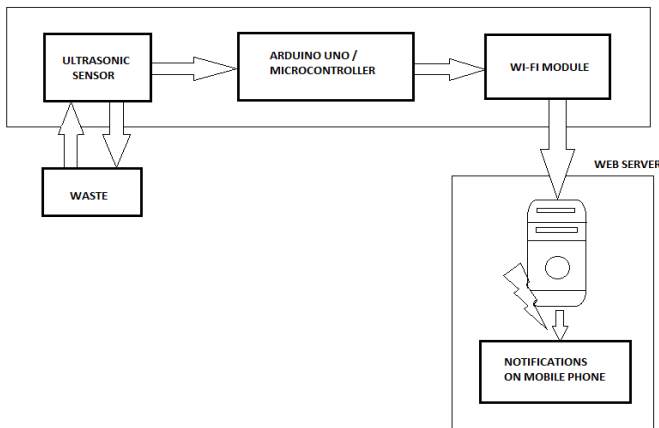 ULTRASONIC
SENSOR
ARDUINO UNO /
MICROCONTROLLER
WI-FI MODULE
WASTE
WEB SERVER
NOTIFICATIONS
ON MOBILE PHONE